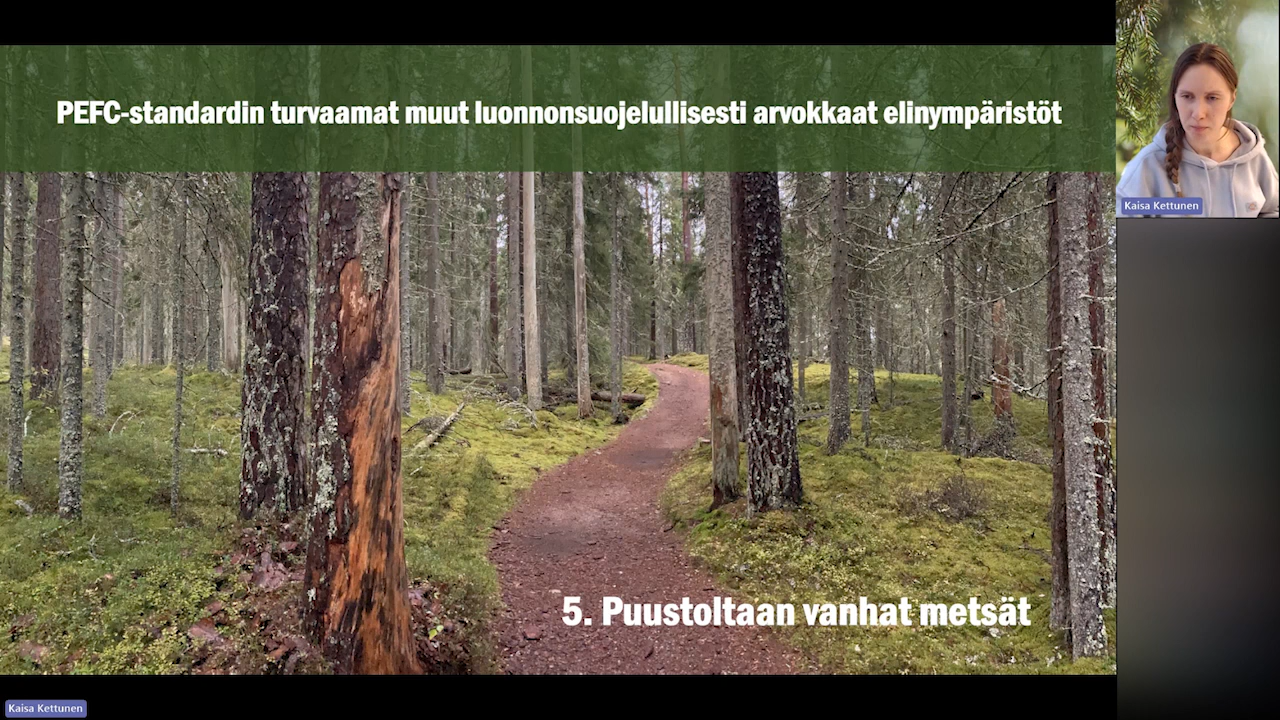 PEFC-standardin turvaamat muut luonnonsuojelullisesti arvokkaat elinympäristöt
Kaisa Kettunen
5. Puustoltaan vanhat metsät
Kaisa Kettunen